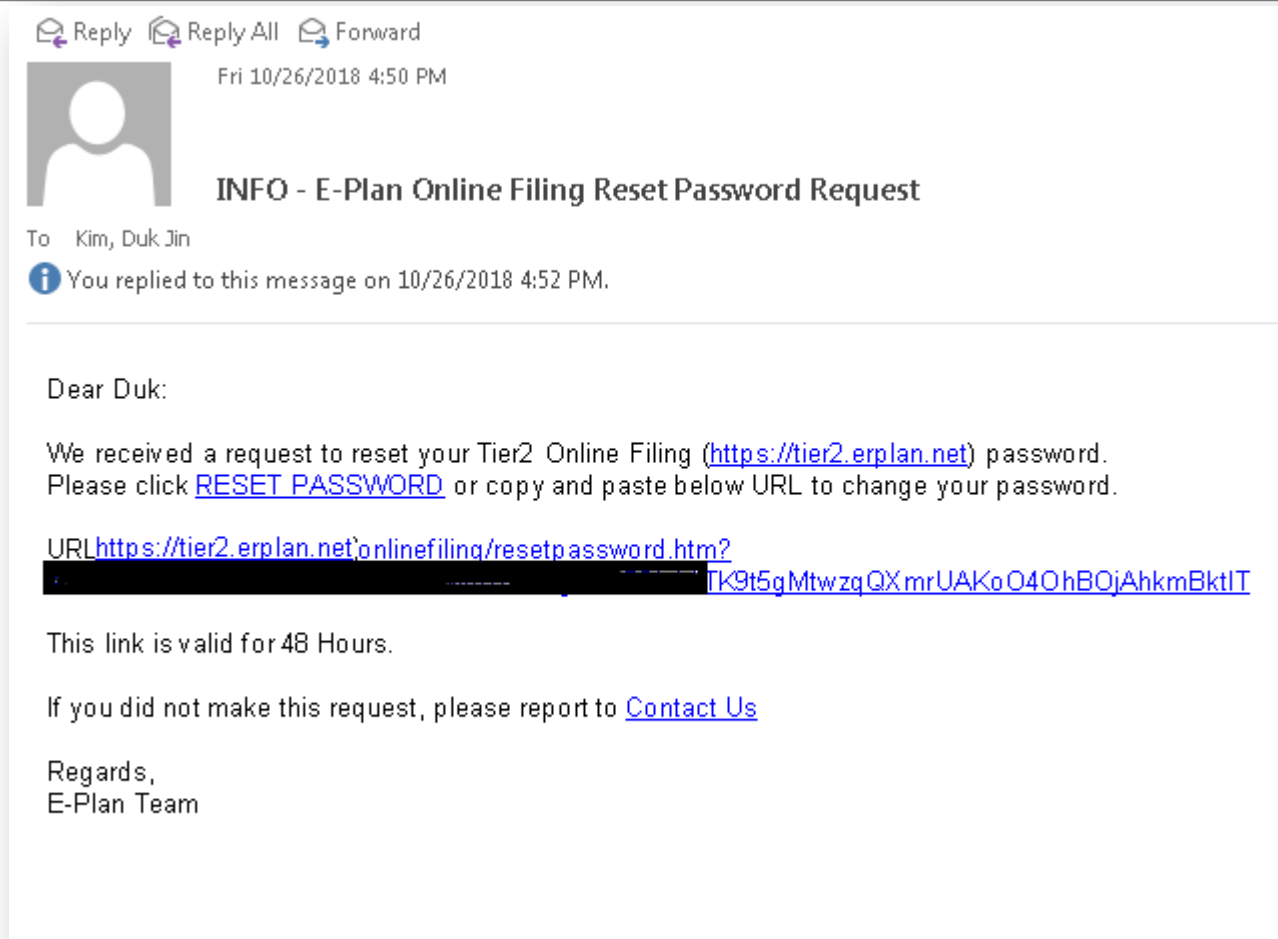 Reply Reply All Forward
Fri 10/26/2018 4:50 PM
INFO - E-Plan Online Filing Reset Password Request
To Kim, Duk Jin
You replied to this message on 10/26/2018 4:52 PM.
Dear Duk:
We received a request to reset your Tier2 Online Filing (https://tier2.erplan.net) password.
Please click RESET PASSWORD or copy and paste below URL to change your password.
URLhttps://tier2.erplan.net/onlinefiling/resetpassword.htm?
TK9t5gMtwzqQXmrUAKoO4OhBOjAhkmBktIT
This link is valid for 48 Hours.
If you did not make this request, please report to Contact Us
Regards,
E-Plan Team